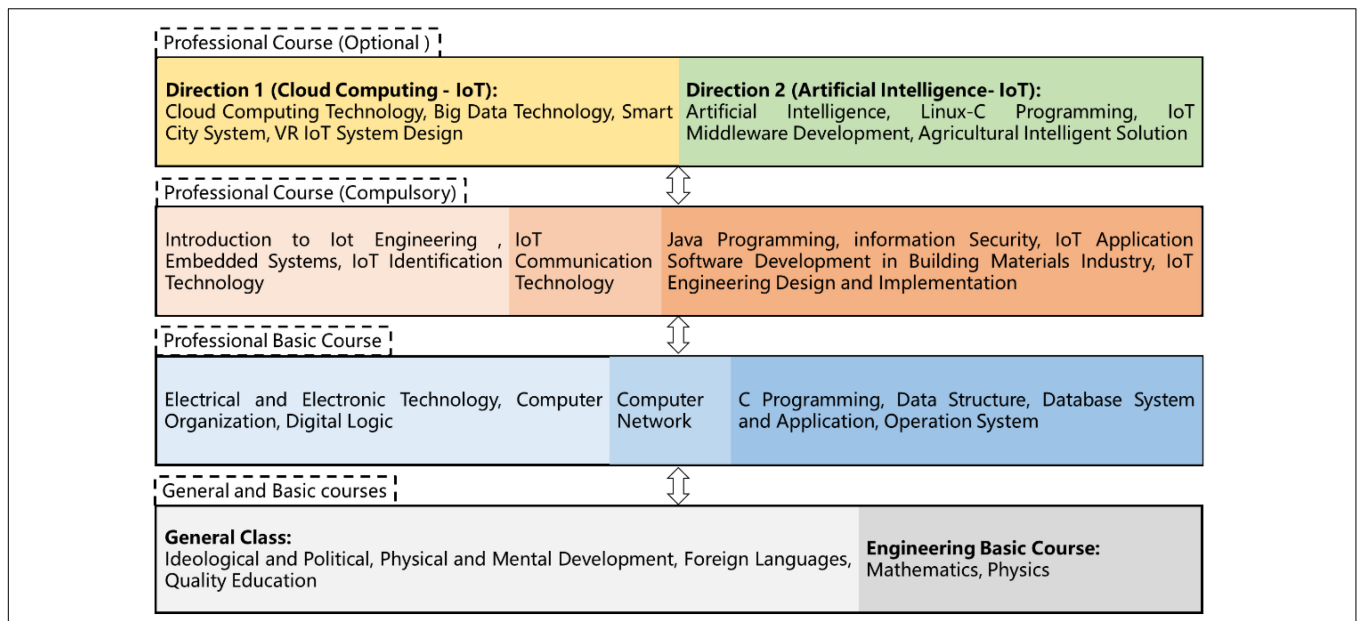 Professional Course (Optional )
Direction 1 (Cloud Computing - IoT):
Cloud Computing Technology, Big Data Technology, Smart
City System, VR IoT System Design
Direction 2 (Artificial Intelligence- IoT):
Artificial Intelligence, Linux-C Programming, IoT
Middleware Development, Agricultural Intelligent Solution
Professional Course (Compulsory)
Introduction to Iot Engineering ,
Embedded Systems, IoT Identification
Technology
IoT
Communication
Technology
Java Programming, information Security, IoT Application
Software Development in Building Materials Industry, IoT
Engineering Design and Implementation
Professional Basic Course
Electrical and Electronic Technology, Computer
Organization, Digital Logic
Computer
Network
C Programming, Data Structure, Database System
and Application, Operation System
General and Basic courses
General Class:
Ideological and Political, Physical and Mental Development, Foreign Languages,
Quality Education
Engineering Basic Course:
Mathematics, Physics